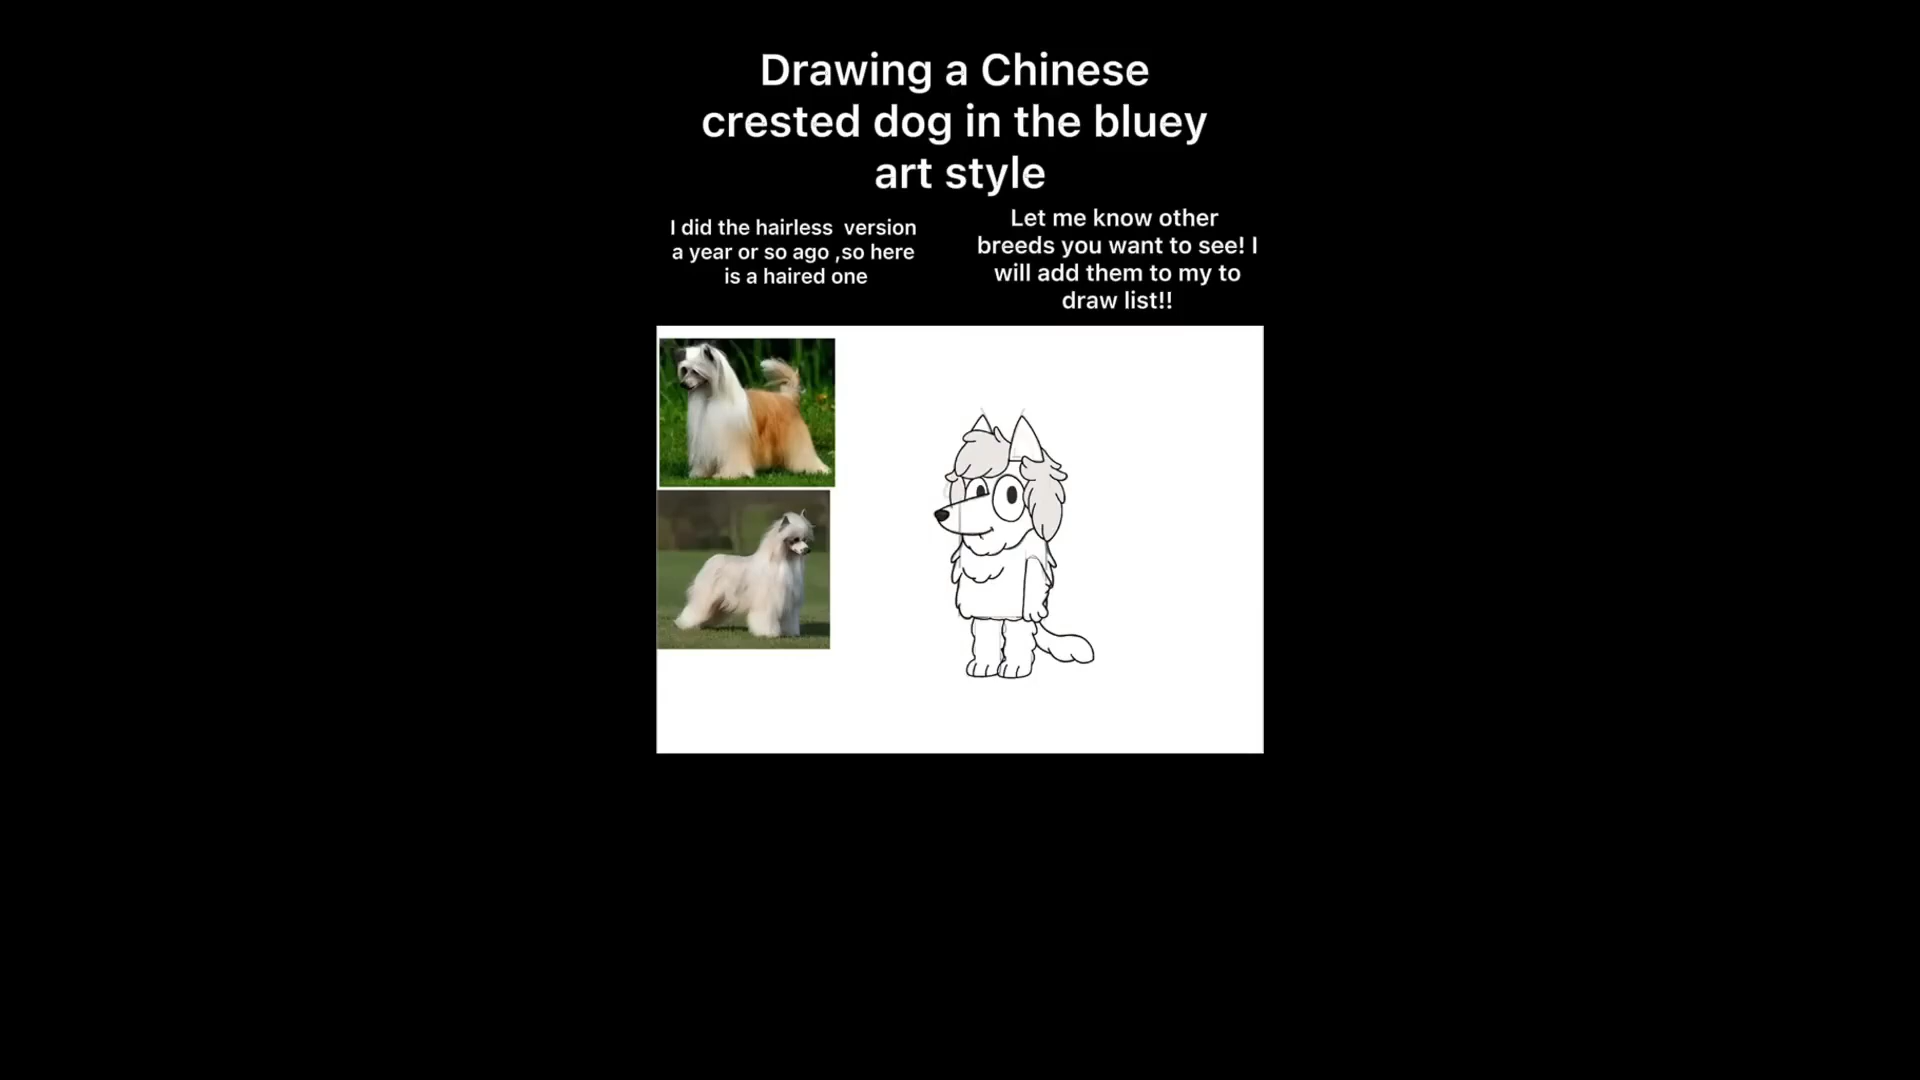 Drawing a Chinese
crested dog in the bluey
art style
I did the hairless  version
a year or so ago ,so here
is a haired one
Let me know other
breeds you want to see! I
will add them to my to
draw list!!